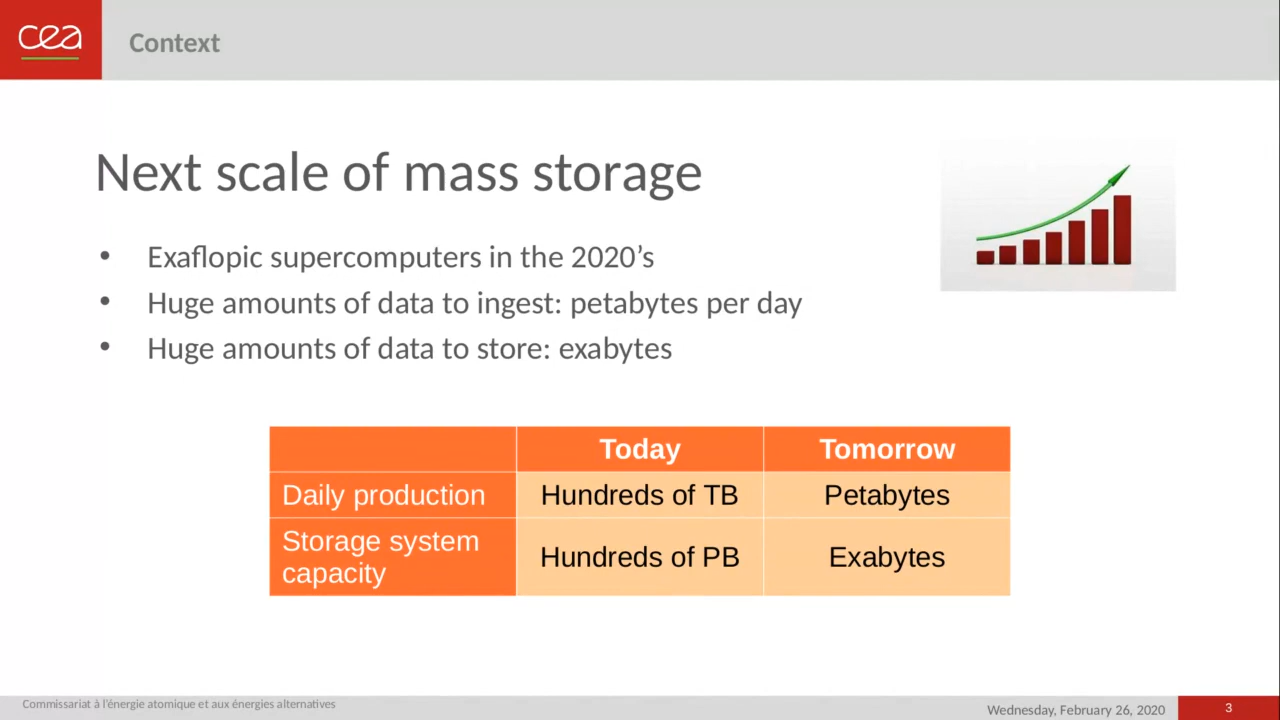 cea
Context
Next scale of mass storage
• Exaflopic supercomputers in the 2020’s
• Huge amounts of data to ingest: petabytes per day
• Huge amounts of data to store: exabytes
Today Tomorrow
Daily production Hundreds of TB Petabytes
Storage system
capacity Hundreds of PB Exabytes
Commissariat à l’énergie atomique et aux énergies alternatives
Wednesday, February 26, 2020 3